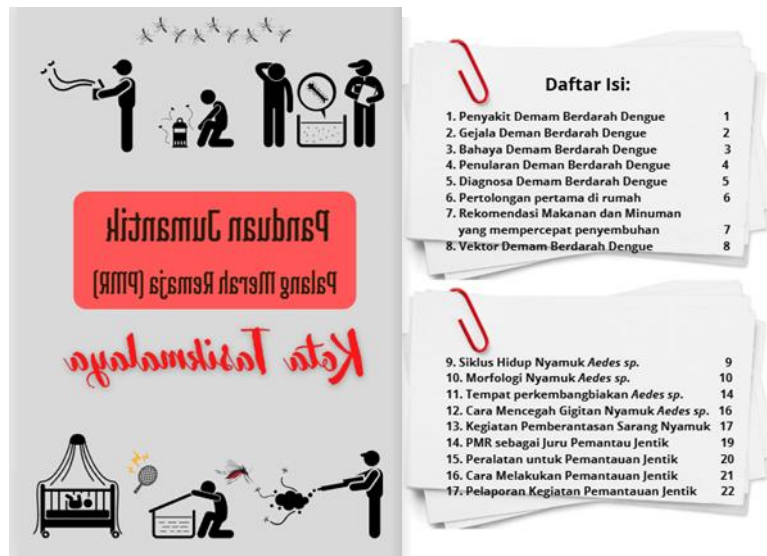 Panduan Jumantik
Palang Merah Remaja (PMR)
Kota Tasikmalaya
Daftar Isi:
1. Penyakit Demam Berdarah Dengue 1
2. Gejala Deman Berdarah Dengue 2
3. Bahaya Demam Berdarah Dengue 3
4. Penularan Deman Berdarah Dengue 4
5. Diagnosa Demam Berdarah Dengue 5
6. Pertolongan pertama di rumah 6
7. Rekomendasi Makanan dan Minuman
yang mempercepat penyembuhan 7
8. Vektor Demam Berdarah Dengue 8
9. Siklus Hidup Nyamuk Aedes sp. 9
10. Morfologi Nyamuk Aedes sp. 10
11. Tempat perkembangbiakan Aedes sp. 14
12. Cara Mencegah Gigitan Nyamuk Aedes sp. 16
13. Kegiatan Pemberantasan Sarang Nyamuk 17
14. PMR sebagai Juru Pemantau Jentik 19
15. Peralatan untuk Pemantauan Jentik 20
16. Cara Melakukan Pemantauan Jentik 21
17. Pelaporan Kegiatan Pemantauan Jentik 22